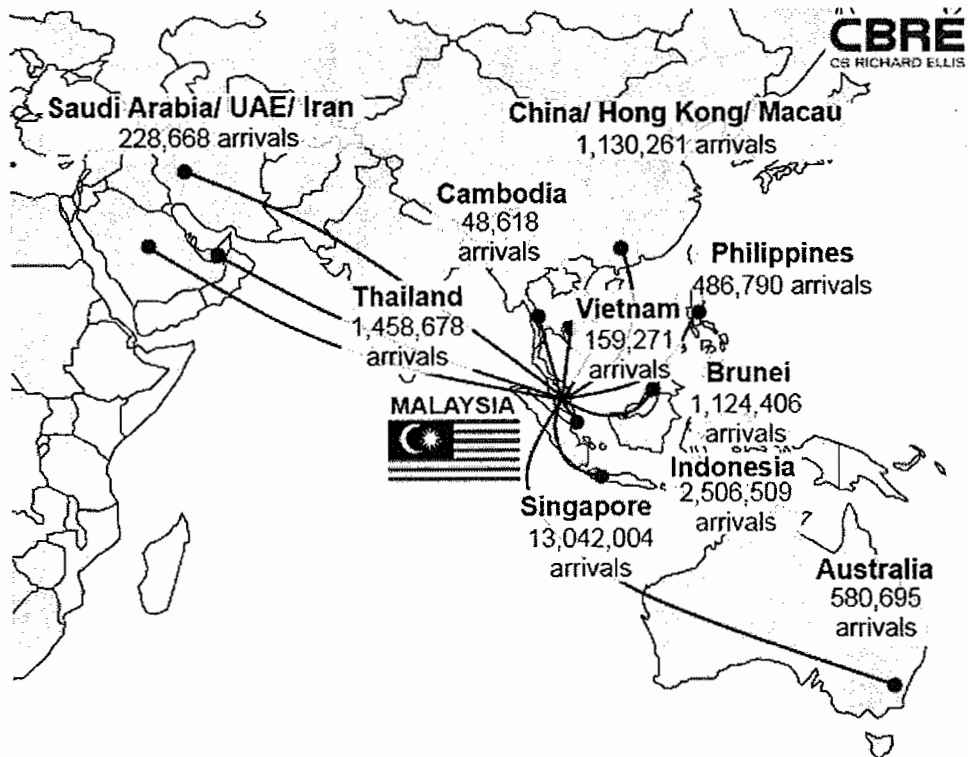 CBRE
CB RICHARD ELLIS
Saudi Arabia/ UAE/ Iran
228,668 arrivals
China/ Hong Kong/ Macau
1,130,261 arrivals
Cambodia
48,618
arrivals
Philippines
486,790 arrivals
Thailand
1,458,678
arrivals
Vietnam
159,271
arrivals
Brunei
1,124,406
arrivals
MALAYSIA
Indonesia
2,506,509
arrivals
Singapore
13,042,004
arrivals
Australia
580,695
arrivals